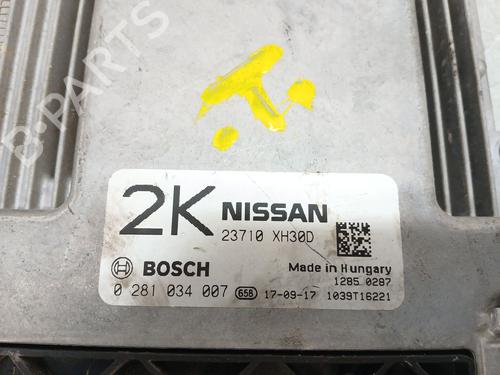 B-PARTS
2K NISSAN
23710 XH30D
BOSCH
Made in Hungary
1285 0287
0 281 034 007 658 17-09-17 1039T16221